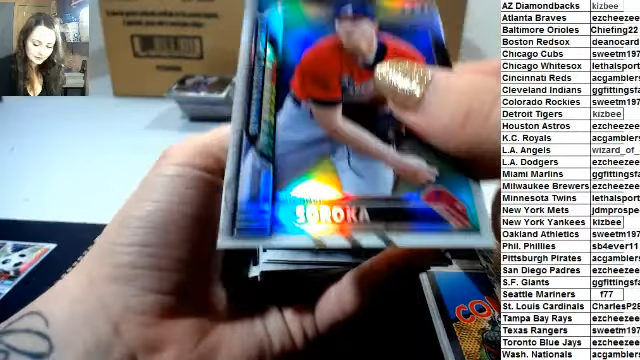 SOROKA
CO
AZ Diamondbacks kizbee
Atlanta Braves ezcheezee
Baltimore Orioles Chiefing22
Boston Redsox deanocard
Chicago Cubs sweetm197
Chicago Whitesox lethalsport
Cincinnati Reds acgamblers
Cleveland Indians ggfittingsfa
Colorado Rockies sweetm197
Detroit Tigers kizbee
Houston Astros ezcheezee
K.C. Royals acgamblers
L.A. Angels wizard_of_
L.A. Dodgers ezcheezee
Miami Marlins ggfittingsfa
Milwaukee Brewers ezcheezee
Minnesota Twins lethalsport
New York Mets jdmprospe
New York Yankees kizbee
Oakland Athletics sweetm197
Phil. Phillies sb4ever11
Pittsburgh Pirates acgamblers
San Diego Padres ezcheezee
S.F. Giants ggfittingsfa
Seattle Mariners f77
St. Louis Cardinals CharlesP28
Tampa Bay Rays ezcheezee
Texas Rangers sweetm197
Toronto Blue Jays ezcheezee
Wash. Nationals acgamblers